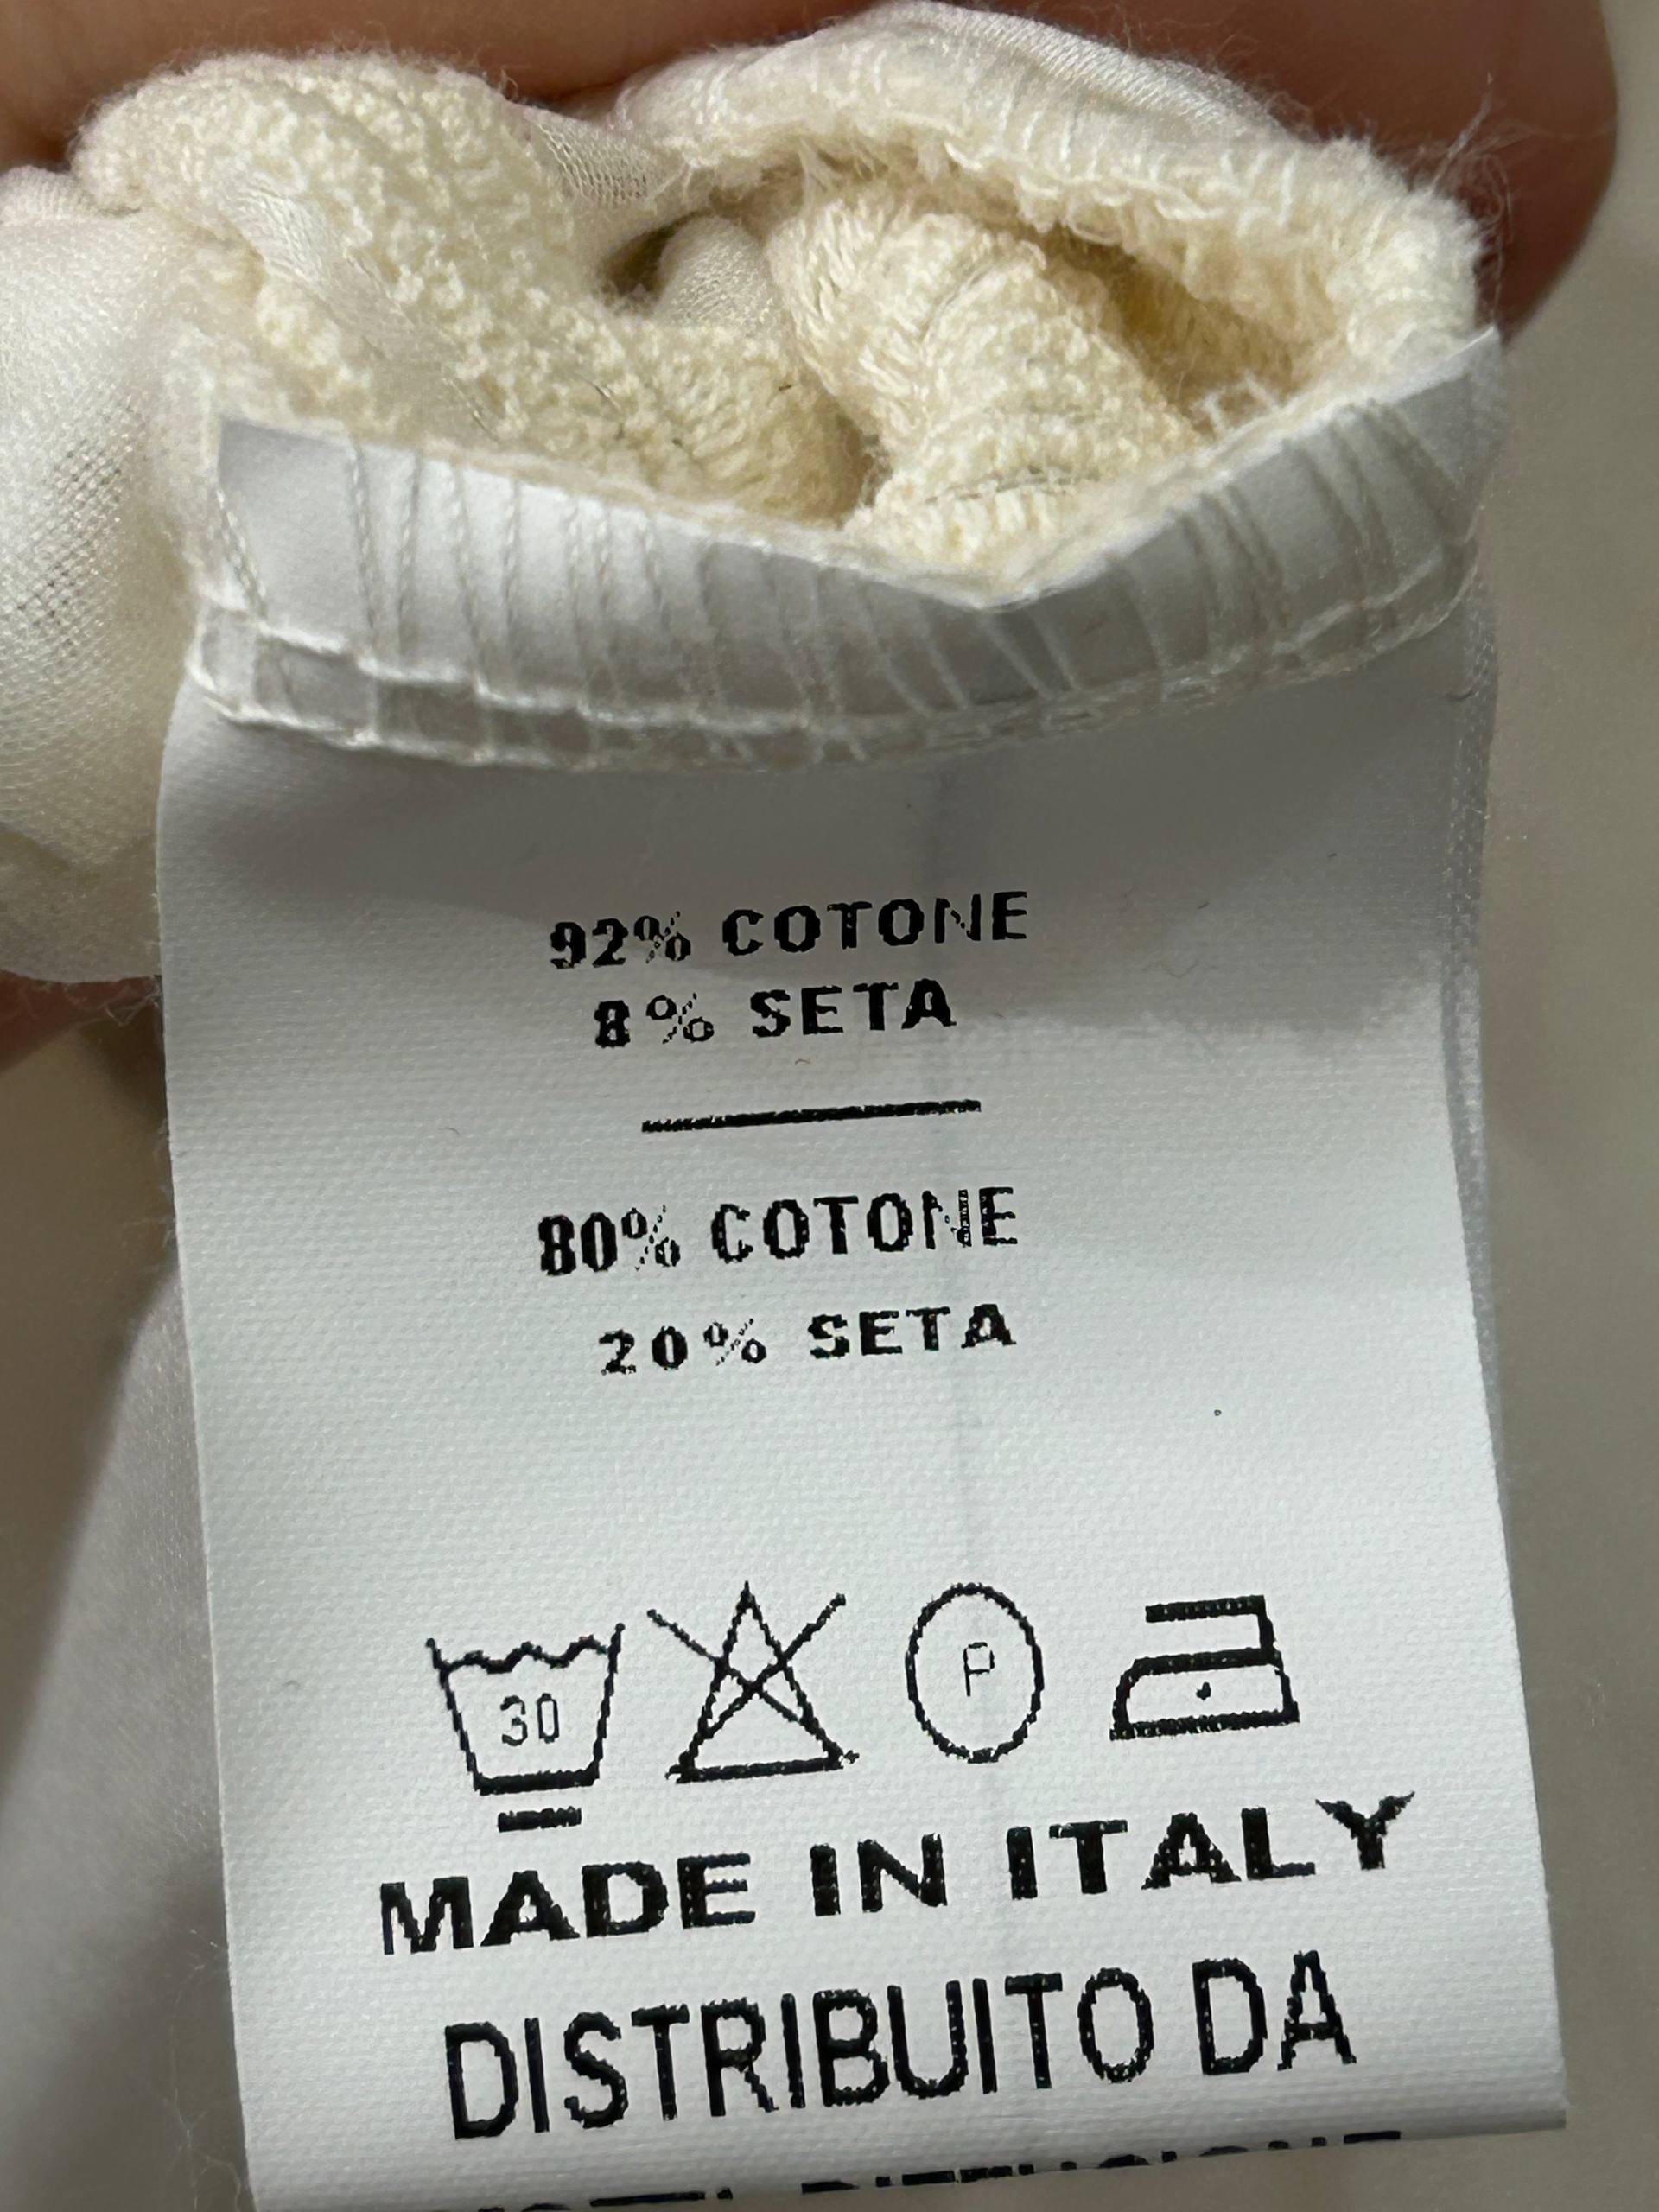 92% COTONE
8% SETA
80% COTONE
20% SETA
30
P
MADE IN ITALY
DISTRIBUITO DA